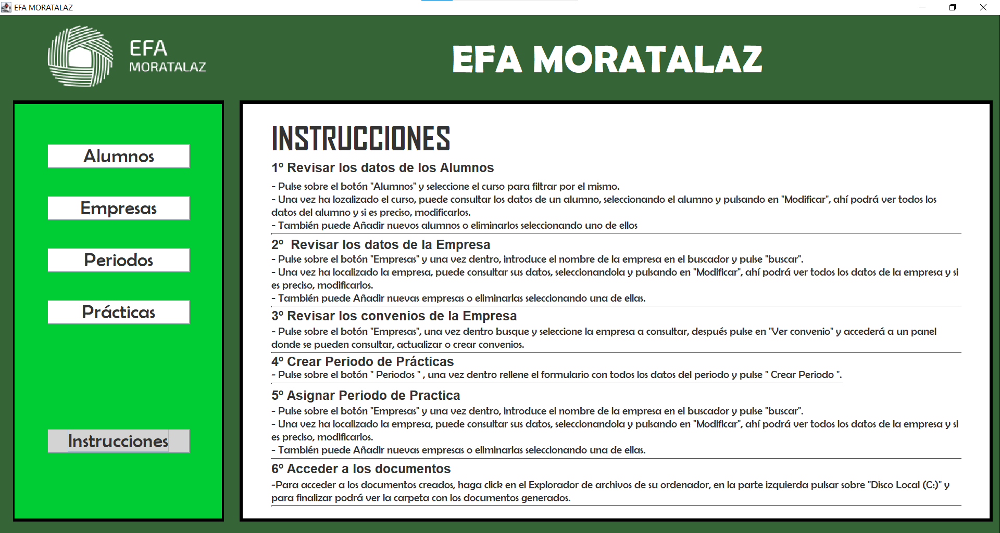 EFA MORATALAZ
EFA
MORATALAZ
EFA MORATALAZ
Alumnos
Empresas
Periodos
Prácticas
Instrucciones
INSTRUCCIONES
1º Revisar los datos de los Alumnos
- Pulse sobre el botón "Alumnos" y seleccione el curso para filtrar por el mismo.
- Una vez ha lozalizado el curso, puede consultar los datos de un alumno, seleccionando el alumno y pulsando en "Modificar", ahí podrá ver todos los
datos del alumno y si es preciso, modificarlos.
- También puede Añadir nuevos alumnos o eliminarlos seleccionando uno de ellos
2º  Revisar los datos de la Empresa
- Pulse sobre el botón "Empresas" y una vez dentro, introduce el nombre de la empresa en el buscador y pulse "buscar".
- Una vez ha localizado la empresa, puede consultar sus datos, seleccionandola y pulsando en "Modificar", ahí podrá ver todos los datos de la empresa y si
es preciso, modificarlos.
- También puede Añadir nuevas empresas o eliminarlas seleccionando una de ellas.
3º Revisar los convenios de la Empresa
- Pulse sobre el botón "Empresas", una vez dentro busque y seleccione la empresa a consultar, después pulse en "Ver convenio" y accederá a un panel
donde se pueden consultar, actualizar o crear convenios.
4º Crear Periodo de Prácticas
- Pulse sobre el botón " Periodos " , una vez dentro rellene el formulario con todos los datos del periodo y pulse " Crear Periodo ".
5º Asignar Periodo de Practica
- Pulse sobre el botón "Empresas" y una vez dentro, introduce el nombre de la empresa en el buscador y pulse "buscar".
- Una vez ha localizado la empresa, puede consultar sus datos, seleccionandola y pulsando en "Modificar", ahí podrá ver todos los datos de la empresa y si
es preciso, modificarlos.
- También puede Añadir nuevas empresas o eliminarlas seleccionando una de ellas.
6º Acceder a los documentos
-Para acceder a los documentos creados, haga click en el Explorador de archivos de su ordenador, en la parte izquierda pulsar sobre "Disco Local (C:)" y
para finalizar podrá ver la carpeta con los documentos generados.